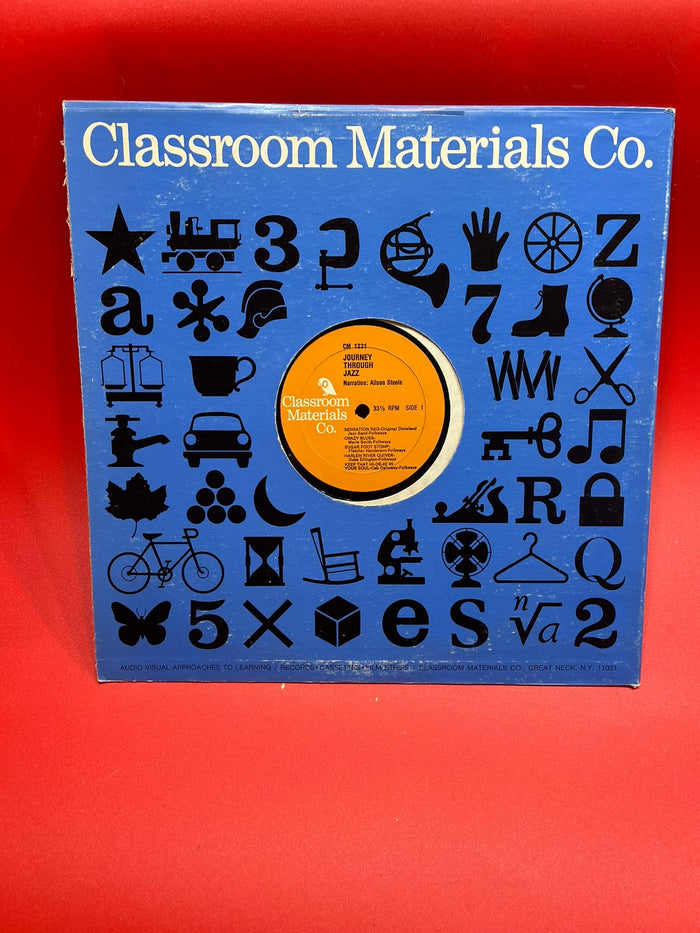 Classroom Materials Co.
3
Z
a
7
CM 1231
JOURNEY
THROUGH
JAZZ
Narration: Alison Steele
Classroom
Materials
Co.
33⅓ RPM SIDE 1
SENSATION RAG-Original Dixieland
Jazz Band-Folkways
CRAZY BLUES-
Mamie Smith-Folkways
SUGAR FOOT STOMP-
Fletcher Henderson-Folkways
HARLEM RIVER QUIVER-
Duke Ellington-Folkways
KEEP THAT HI-DE-HI IN
YOUR SOUL-Cab Calloway-Folkways
R
Q
5 X e S n√a 2
AUDIO VISUAL APPROACHES TO LEARNING / RECORDS•CASSETTES•FILM STRIPS / CLASSROOM MATERIALS CO., GREAT NECK, N.Y. 11021